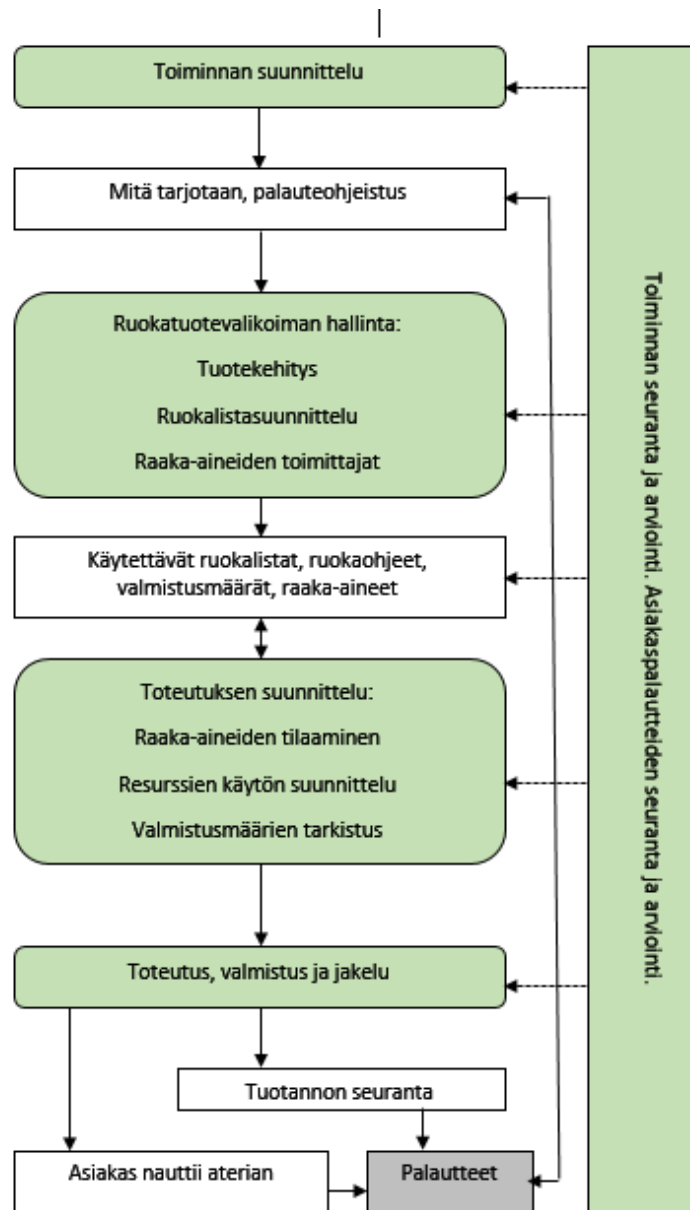 Toiminnan suunnittelu
Mitä tarjotaan, palauteohjeistus
Ruokatuotevalikoiman hallinta:
Tuotekehitys
Ruokalistasuunnittelu
Raaka-aineiden toimittajat
Käytettävät ruokalistat, ruokaohjeet,
valmistusmäärät, raaka-aineet
Toteutuksen suunnittelu:
Raaka-aineiden tilaaminen
Resurssien käytön suunnittelu
Valmistusmäärien tarkistus
Toteutus, valmistus ja jakelu
Tuotannon seuranta
Asiakas nauttii aterian
Palautteet
Toiminnan seuranta ja arviointi. Asiakaspalautteiden seuranta ja arviointi.